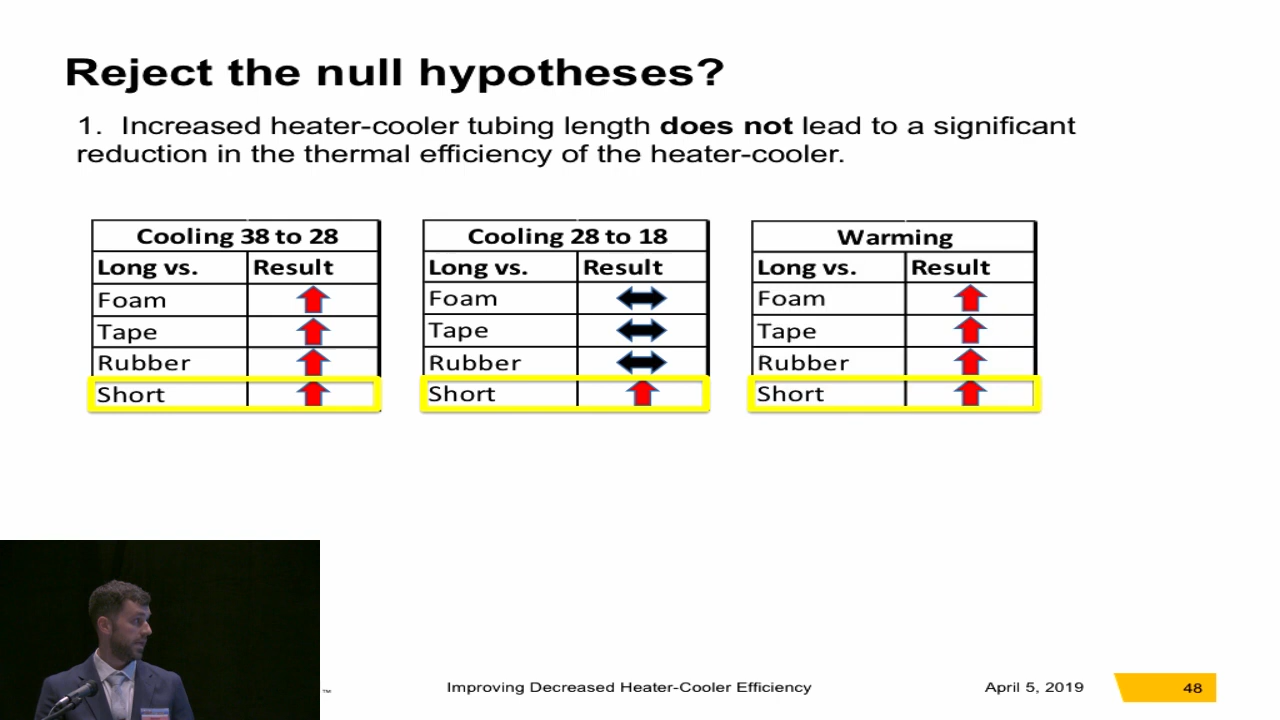 Reject the null hypotheses?
1. Increased heater-cooler tubing length does not lead to a significant
reduction in the thermal efficiency of the heater-cooler.
Cooling 38 to 28
Long vs. Result
Foam
Tape
Rubber
Short
Cooling 28 to 18
Long vs. Result
Foam
Tape
Rubber
Short
Warming
Long vs. Result
Foam
Tape
Rubber
Short
™
Improving Decreased Heater-Cooler Efficiency
April 5, 2019
48